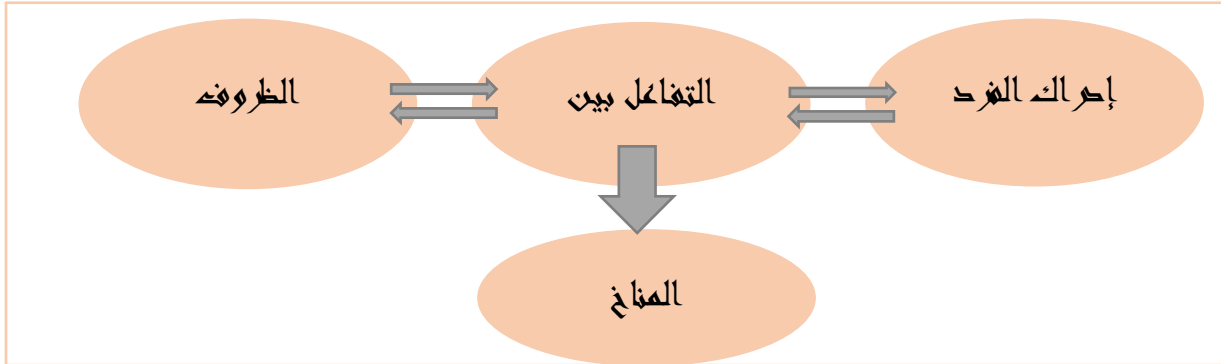 إدراك الفرد
التفاعل بين
الظروف
المناخ